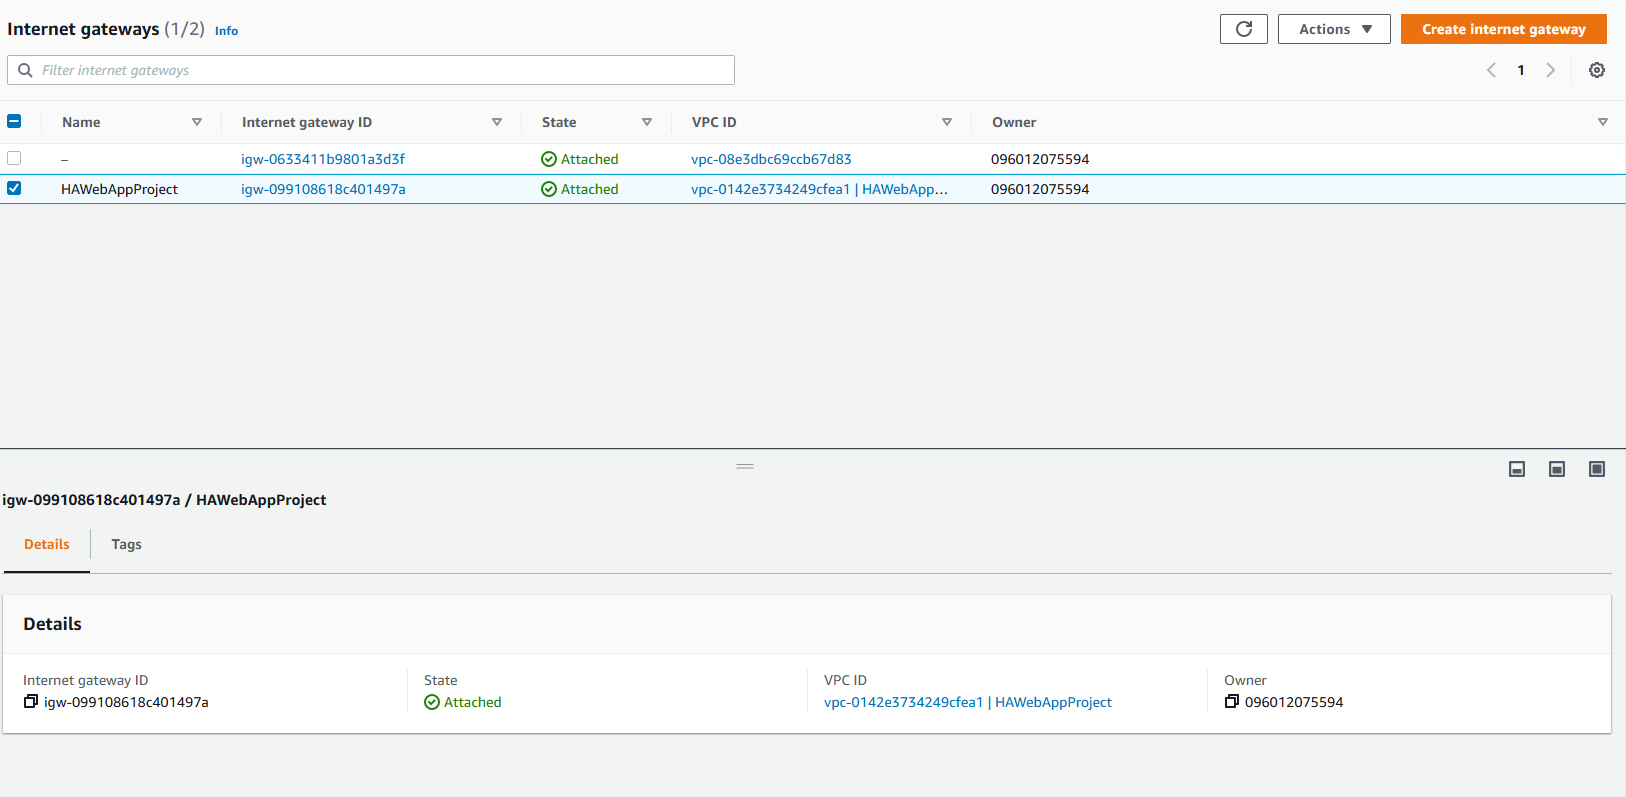 Internet gateways (1/2) Info
Actions
Create internet gateway
Filter internet gateways
1
Name Internet gateway ID State VPC ID Owner
– igw-0633411b9801a3d3f Attached vpc-08e3dbc69ccb67d83 096012075594
HAWebAppProject igw-099108618c401497a Attached vpc-0142e3734249cfea1 | HAWebApp... 096012075594
igw-099108618c401497a / HAWebAppProject
Details Tags
Details
Internet gateway ID State VPC ID Owner
igw-099108618c401497a Attached vpc-0142e3734249cfea1 | HAWebAppProject 096012075594